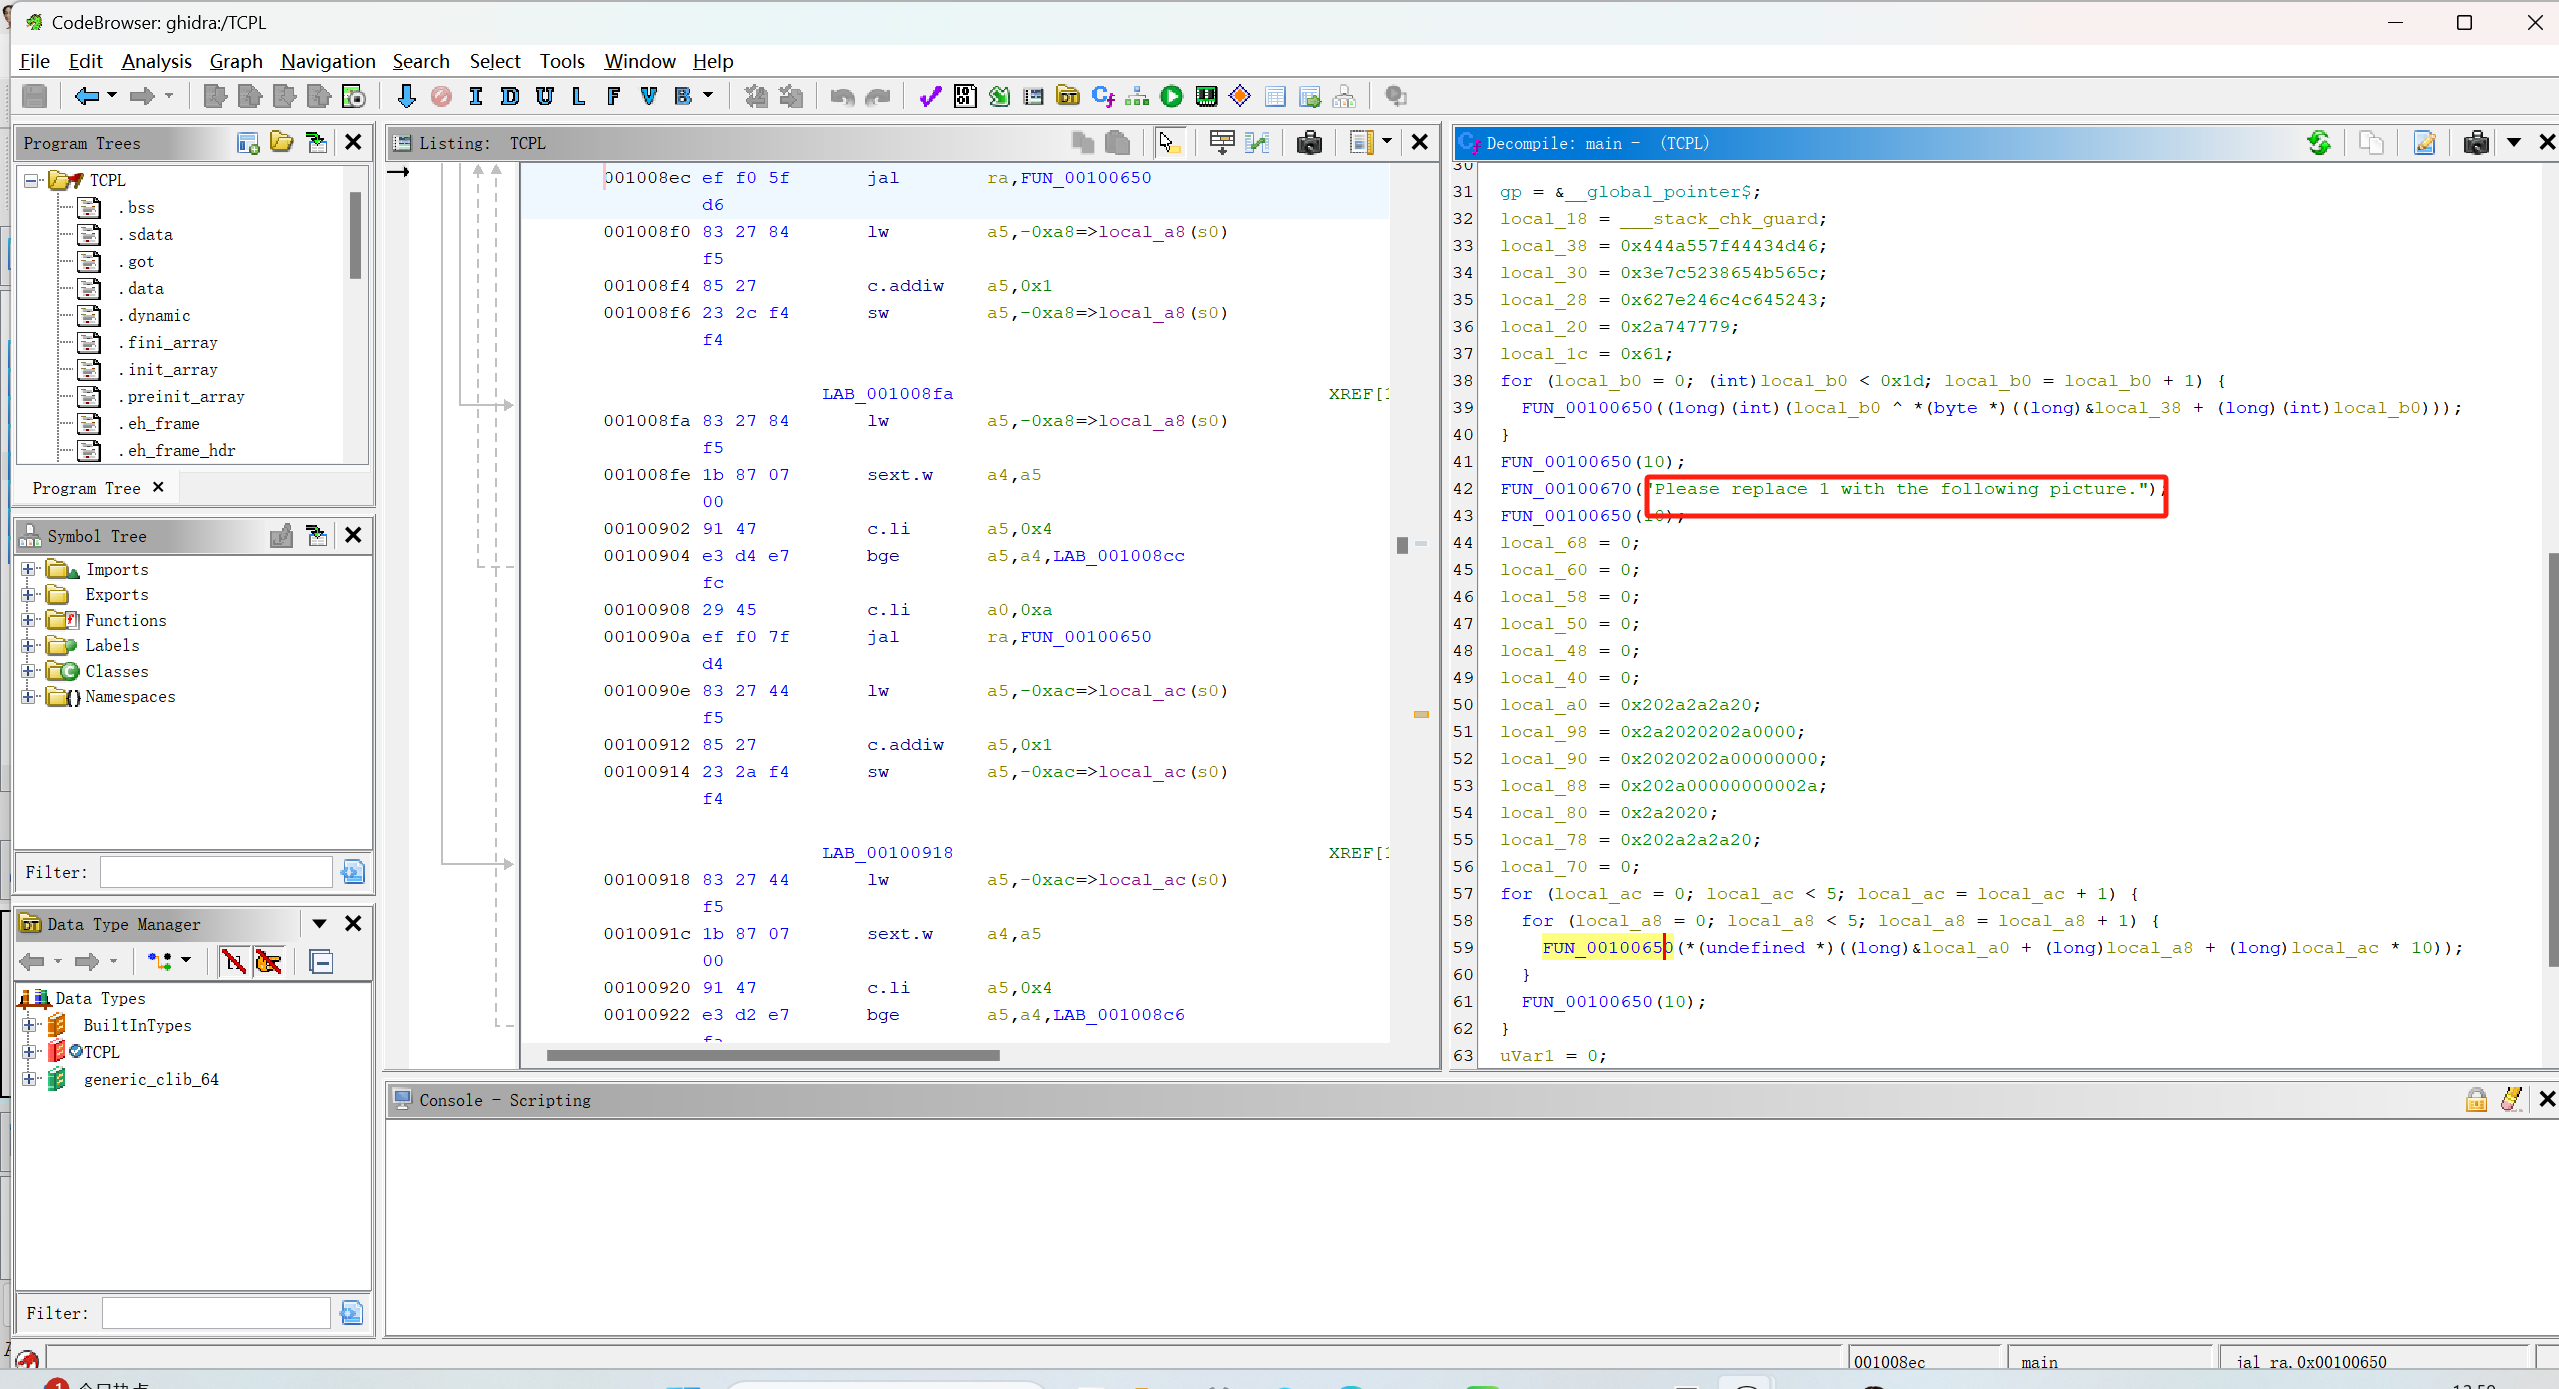 CodeBrowser: ghidra:/TCPL
File Edit Analysis Graph Navigation Search Select Tools Window Help
I D U L F V B
Program Trees
TCPL
.bss
.sdata
.got
.data
.dynamic
.fini_array
.init_array
.preinit_array
.eh_frame
.eh_frame_hdr
Program Tree
Symbol Tree
Imports
Exports
Functions
Labels
Classes
Namespaces
Filter:
Data Type Manager
Data Types
BuiltInTypes
TCPL
generic_clib_64
Filter:
Listing: TCPL
001008ec ef f0 5f jal ra,FUN_00100650
d6
001008f0 83 27 84 lw a5,-0xa8=>local_a8(s0)
f5
001008f4 85 27 c.addiw a5,0x1
001008f6 23 2c f4 sw a5,-0xa8=>local_a8(s0)
f4
LAB_001008fa XREF[1
001008fa 83 27 84 lw a5,-0xa8=>local_a8(s0)
f5
001008fe 1b 87 07 sext.w a4,a5
00
00100902 91 47 c.li a5,0x4
00100904 e3 d4 e7 bge a5,a4,LAB_001008cc
fc
00100908 29 45 c.li a0,0xa
0010090a ef f0 7f jal ra,FUN_00100650
d4
0010090e 83 27 44 lw a5,-0xac=>local_ac(s0)
f5
00100912 85 27 c.addiw a5,0x1
00100914 23 2a f4 sw a5,-0xac=>local_ac(s0)
f4
LAB_00100918 XREF[1
00100918 83 27 44 lw a5,-0xac=>local_ac(s0)
f5
0010091c 1b 87 07 sext.w a4,a5
00
00100920 91 47 c.li a5,0x4
00100922 e3 d2 e7 bge a5,a4,LAB_001008c6
fa
Decompile: main - (TCPL)
30
31 gp = &__global_pointer$;
32 local_18 = ___stack_chk_guard;
33 local_38 = 0x444a557f44434d46;
34 local_30 = 0x3e7c5238654b565c;
35 local_28 = 0x627e246c4c645243;
36 local_20 = 0x2a747779;
37 local_1c = 0x61;
38 for (local_b0 = 0; (int)local_b0 < 0x1d; local_b0 = local_b0 + 1) {
39 FUN_00100650((long)(int)(local_b0 ^ *(byte *)((long)&local_38 + (long)(int)local_b0)));
40 }
41 FUN_00100650(10);
42 FUN_00100670("Please replace 1 with the following picture.");
43 FUN_00100650(10);
44 local_68 = 0;
45 local_60 = 0;
46 local_58 = 0;
47 local_50 = 0;
48 local_48 = 0;
49 local_40 = 0;
50 local_a0 = 0x202a2a2a20;
51 local_98 = 0x2a2020202a0000;
52 local_90 = 0x2020202a00000000;
53 local_88 = 0x202a00000000002a;
54 local_80 = 0x2a2020;
55 local_78 = 0x202a2a2a20;
56 local_70 = 0;
57 for (local_ac = 0; local_ac < 5; local_ac = local_ac + 1) {
58 for (local_a8 = 0; local_a8 < 5; local_a8 = local_a8 + 1) {
59 FUN_00100650(*(undefined *)((long)&local_a0 + (long)local_a8 + (long)local_ac * 10));
60 }
61 FUN_00100650(10);
62 }
63 uVar1 = 0;
Console - Scripting
001008ec main jal ra,0x00100650